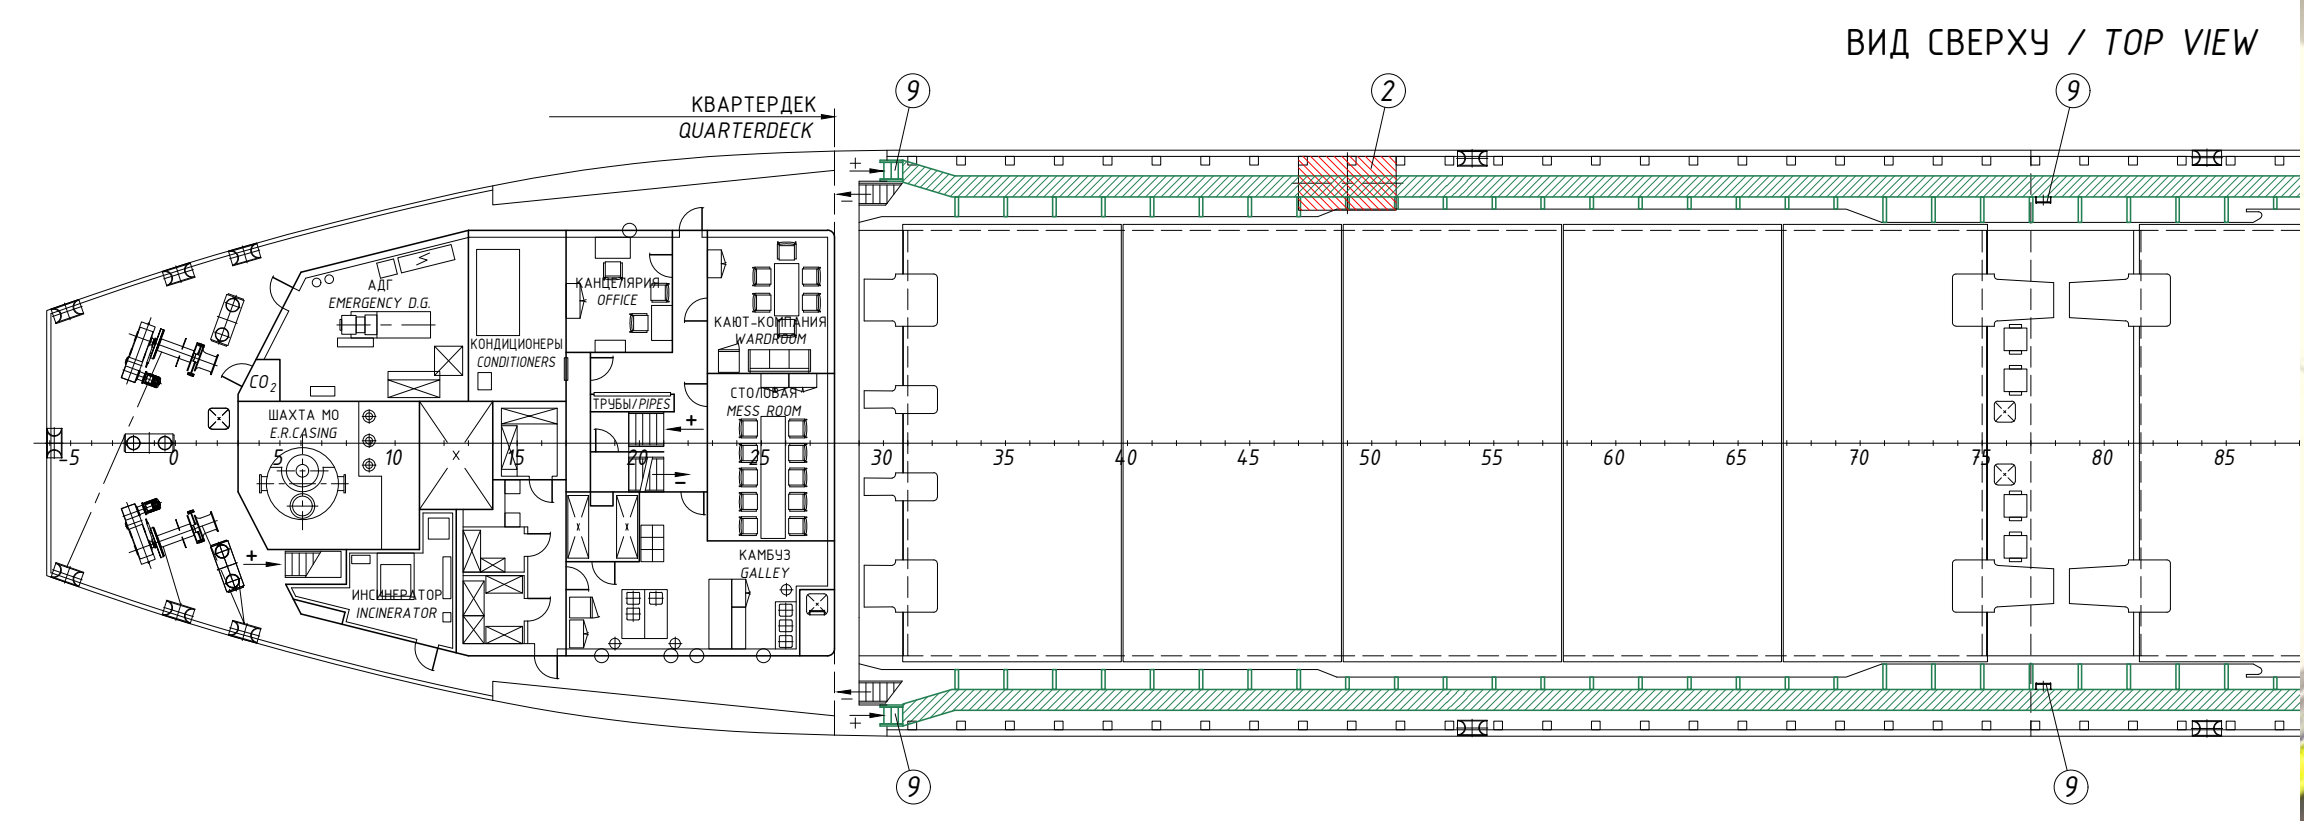 ВИД СВЕРХУ / TOP VIEW
9
2
9
КВАРТЕРДЕК
QUARTERDECK
+
−
АДГ
EMERGENCY D.G.
КАНЦЕЛЯРИЯ
OFFICE
КАЮТ-КОМПАНИЯ
WARDROOM
КОНДИЦИОНЕРЫ
CONDITIONERS
CO2
СТОЛОВАЯ
MESS ROOM
ТРУБЫ/PIPES
ШАХТА МО
E.R.CASING
+
-5 0 5 10 15 20 25 30 35 40 45 50 55 60 65 70 75 80 85
X
=
+
КАМБУЗ
GALLEY
ИНСИНЕРАТОР
INCINERATOR
−
+
9
9